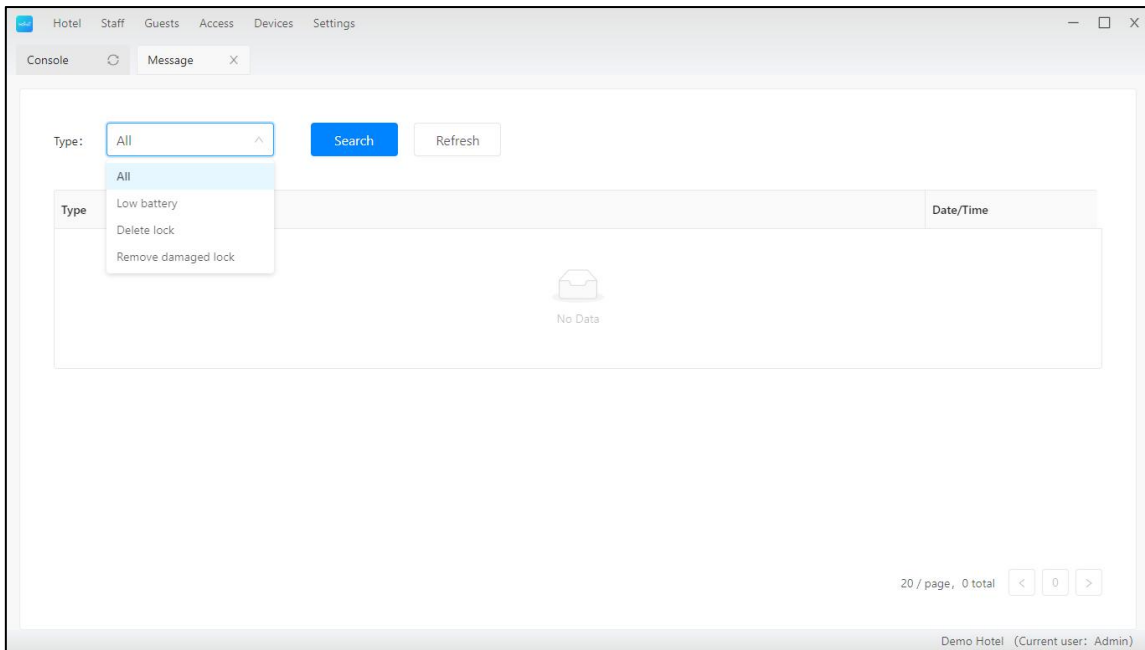 Hotel Staff Guests Access Devices Settings
Console Message
Type: All Search Refresh
All
Low battery
Delete lock
Remove damaged lock
Type Date/Time
No Data
20 / page, 0 total < 0 >
Demo Hotel (Current user: Admin)